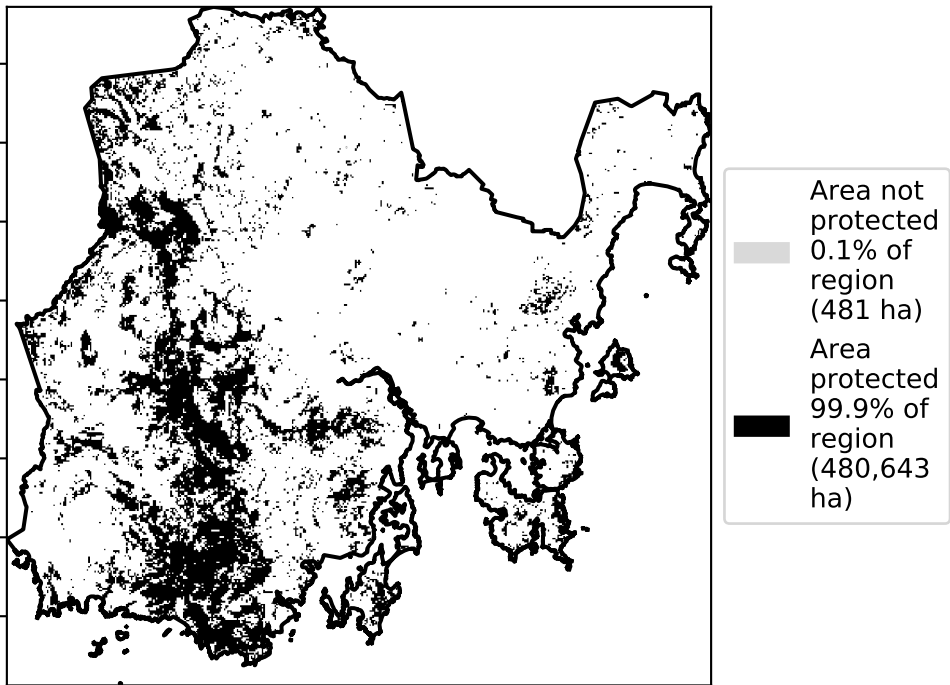 Area not
protected
0.1% of
region
(481 ha)
Area
protected
99.9% of
region
(480,643
ha)